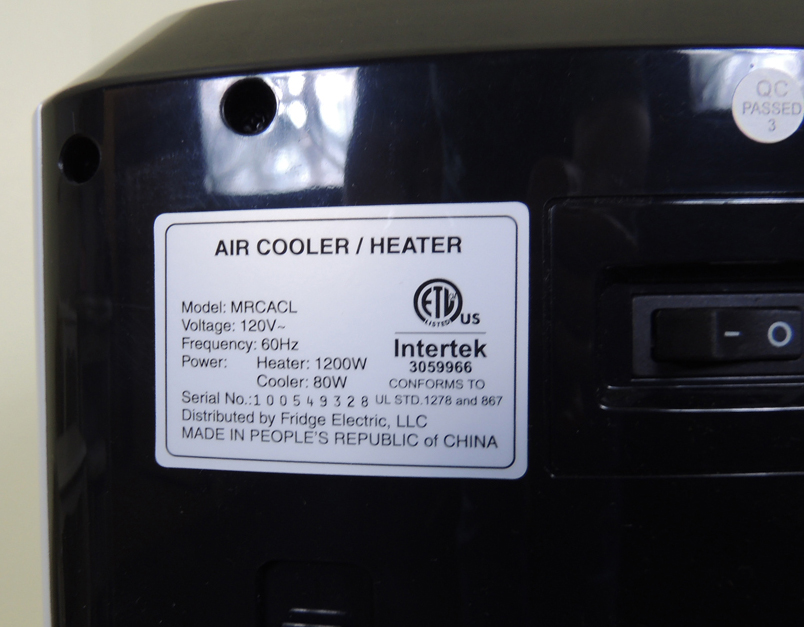 QC
PASSED
3
AIR COOLER / HEATER
Model: MRCACL
Voltage: 120V~
Frequency: 60Hz
Power: Heater: 1200W
Cooler: 80W
Serial No.:100549328
Distributed by Fridge Electric, LLC
MADE IN PEOPLE'S REPUBLIC of CHINA
ETL
LISTED
US
Intertek
3059966
CONFORMS TO
UL STD.1278 and 867
– O